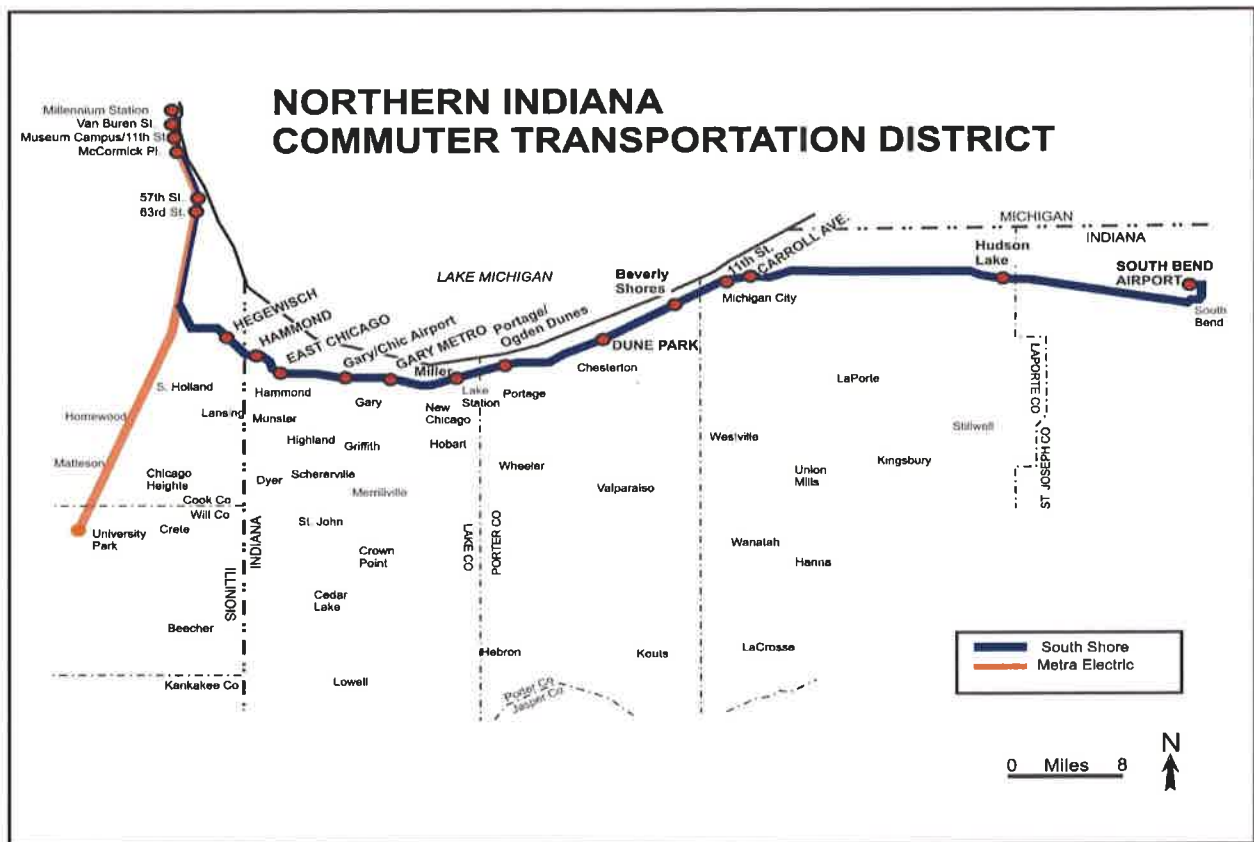 NORTHERN INDIANA
COMMUTER TRANSPORTATION DISTRICT
Millennium Station
Van Buren St.
Museum Campus/11th St.
McCormick Pl.
57th St.
63rd St.
LAKE MICHIGAN
MICHIGAN
INDIANA
HEGEWISCH
HAMMOND
EAST CHICAGO
Gary/Chic Airport
GARY METRO
Miller
Portage/
Ogden Dunes
DUNE PARK
Beverly
Shores
11th St.
CARROLL AVE.
Michigan City
Hudson
Lake
SOUTH BEND
AIRPORT
South
Bend
S. Holland
Lansing
Hammond
Munster
Gary
New
Chicago
Lake
Station
Portage
Chesterton
LaPorte
LAPORTE CO
ST JOSEPH CO
Homewood
Matteson
Highland
Griffith
Hobart
Westville
Stillwell
Chicago
Heights
Dyer
Schererville
Merrillville
Wheeler
Valparaiso
Union
Mills
Kingsbury
Cook Co
Will Co
University
Park
Crete
St. John
Crown
Point
LAKE CO
PORTER CO
Wanatah
Hanna
ILLINOIS
INDIANA
Cedar
Lake
Beecher
Hebron
Kouts
LaCrosse
Kankakee Co
Lowell
Porter Co
Jasper Co
South Shore
Metra Electric
0 Miles 8
N